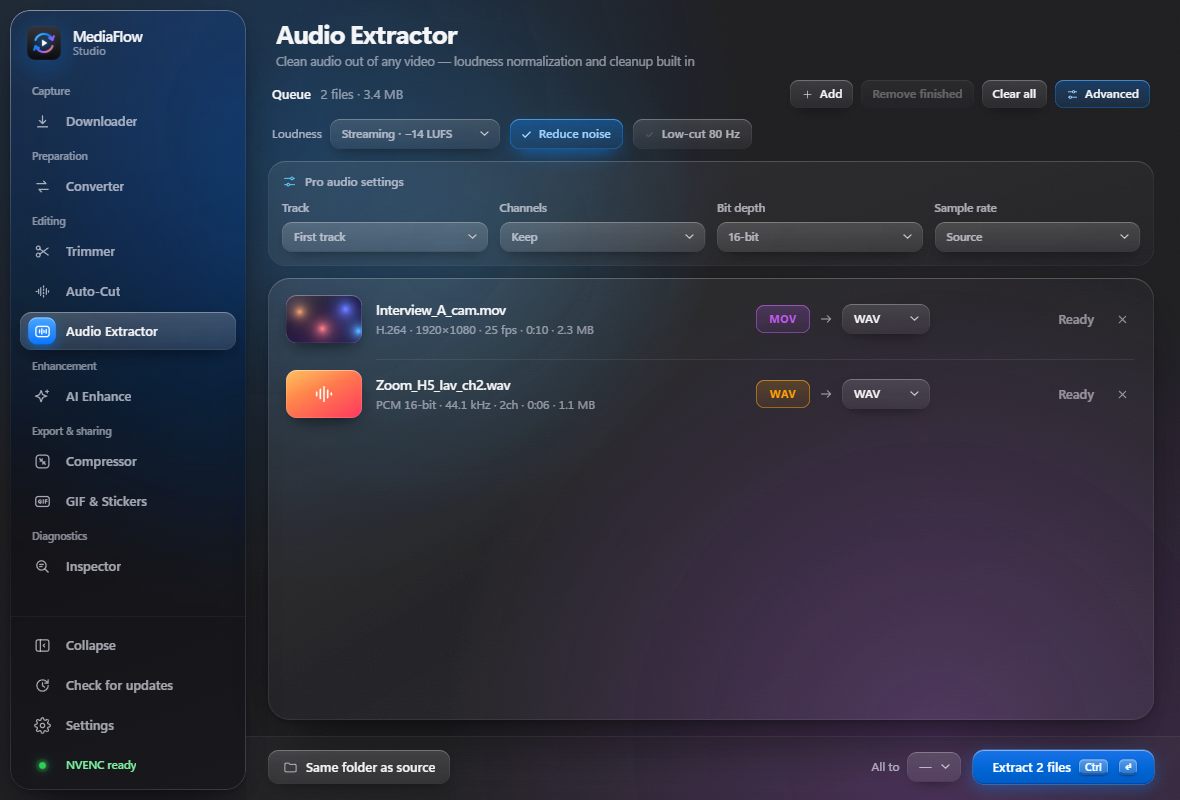 MediaFlow
Studio
Capture
Downloader
Preparation
Converter
Editing
Trimmer
Auto-Cut
Audio Extractor
Enhancement
AI Enhance
Export & sharing
Compressor
GIF
GIF & Stickers
Diagnostics
Inspector
Collapse
Check for updates
Settings
NVENC ready
Audio Extractor
Clean audio out of any video — loudness normalization and cleanup built in
Queue 2 files · 3.4 MB
+ Add Remove finished Clear all Advanced
Loudness Streaming · −14 LUFS Reduce noise Low-cut 80 Hz
Pro audio settings
Track Channels Bit depth Sample rate
First track Keep 16-bit Source
Interview_A_cam.mov
H.264 · 1920×1080 · 25 fps · 0:10 · 2.3 MB
MOV → WAV Ready ×
Zoom_H5_lav_ch2.wav
PCM 16-bit · 44.1 kHz · 2ch · 0:06 · 1.1 MB
WAV → WAV Ready ×
Same folder as source All to — Extract 2 files Ctrl ⏎